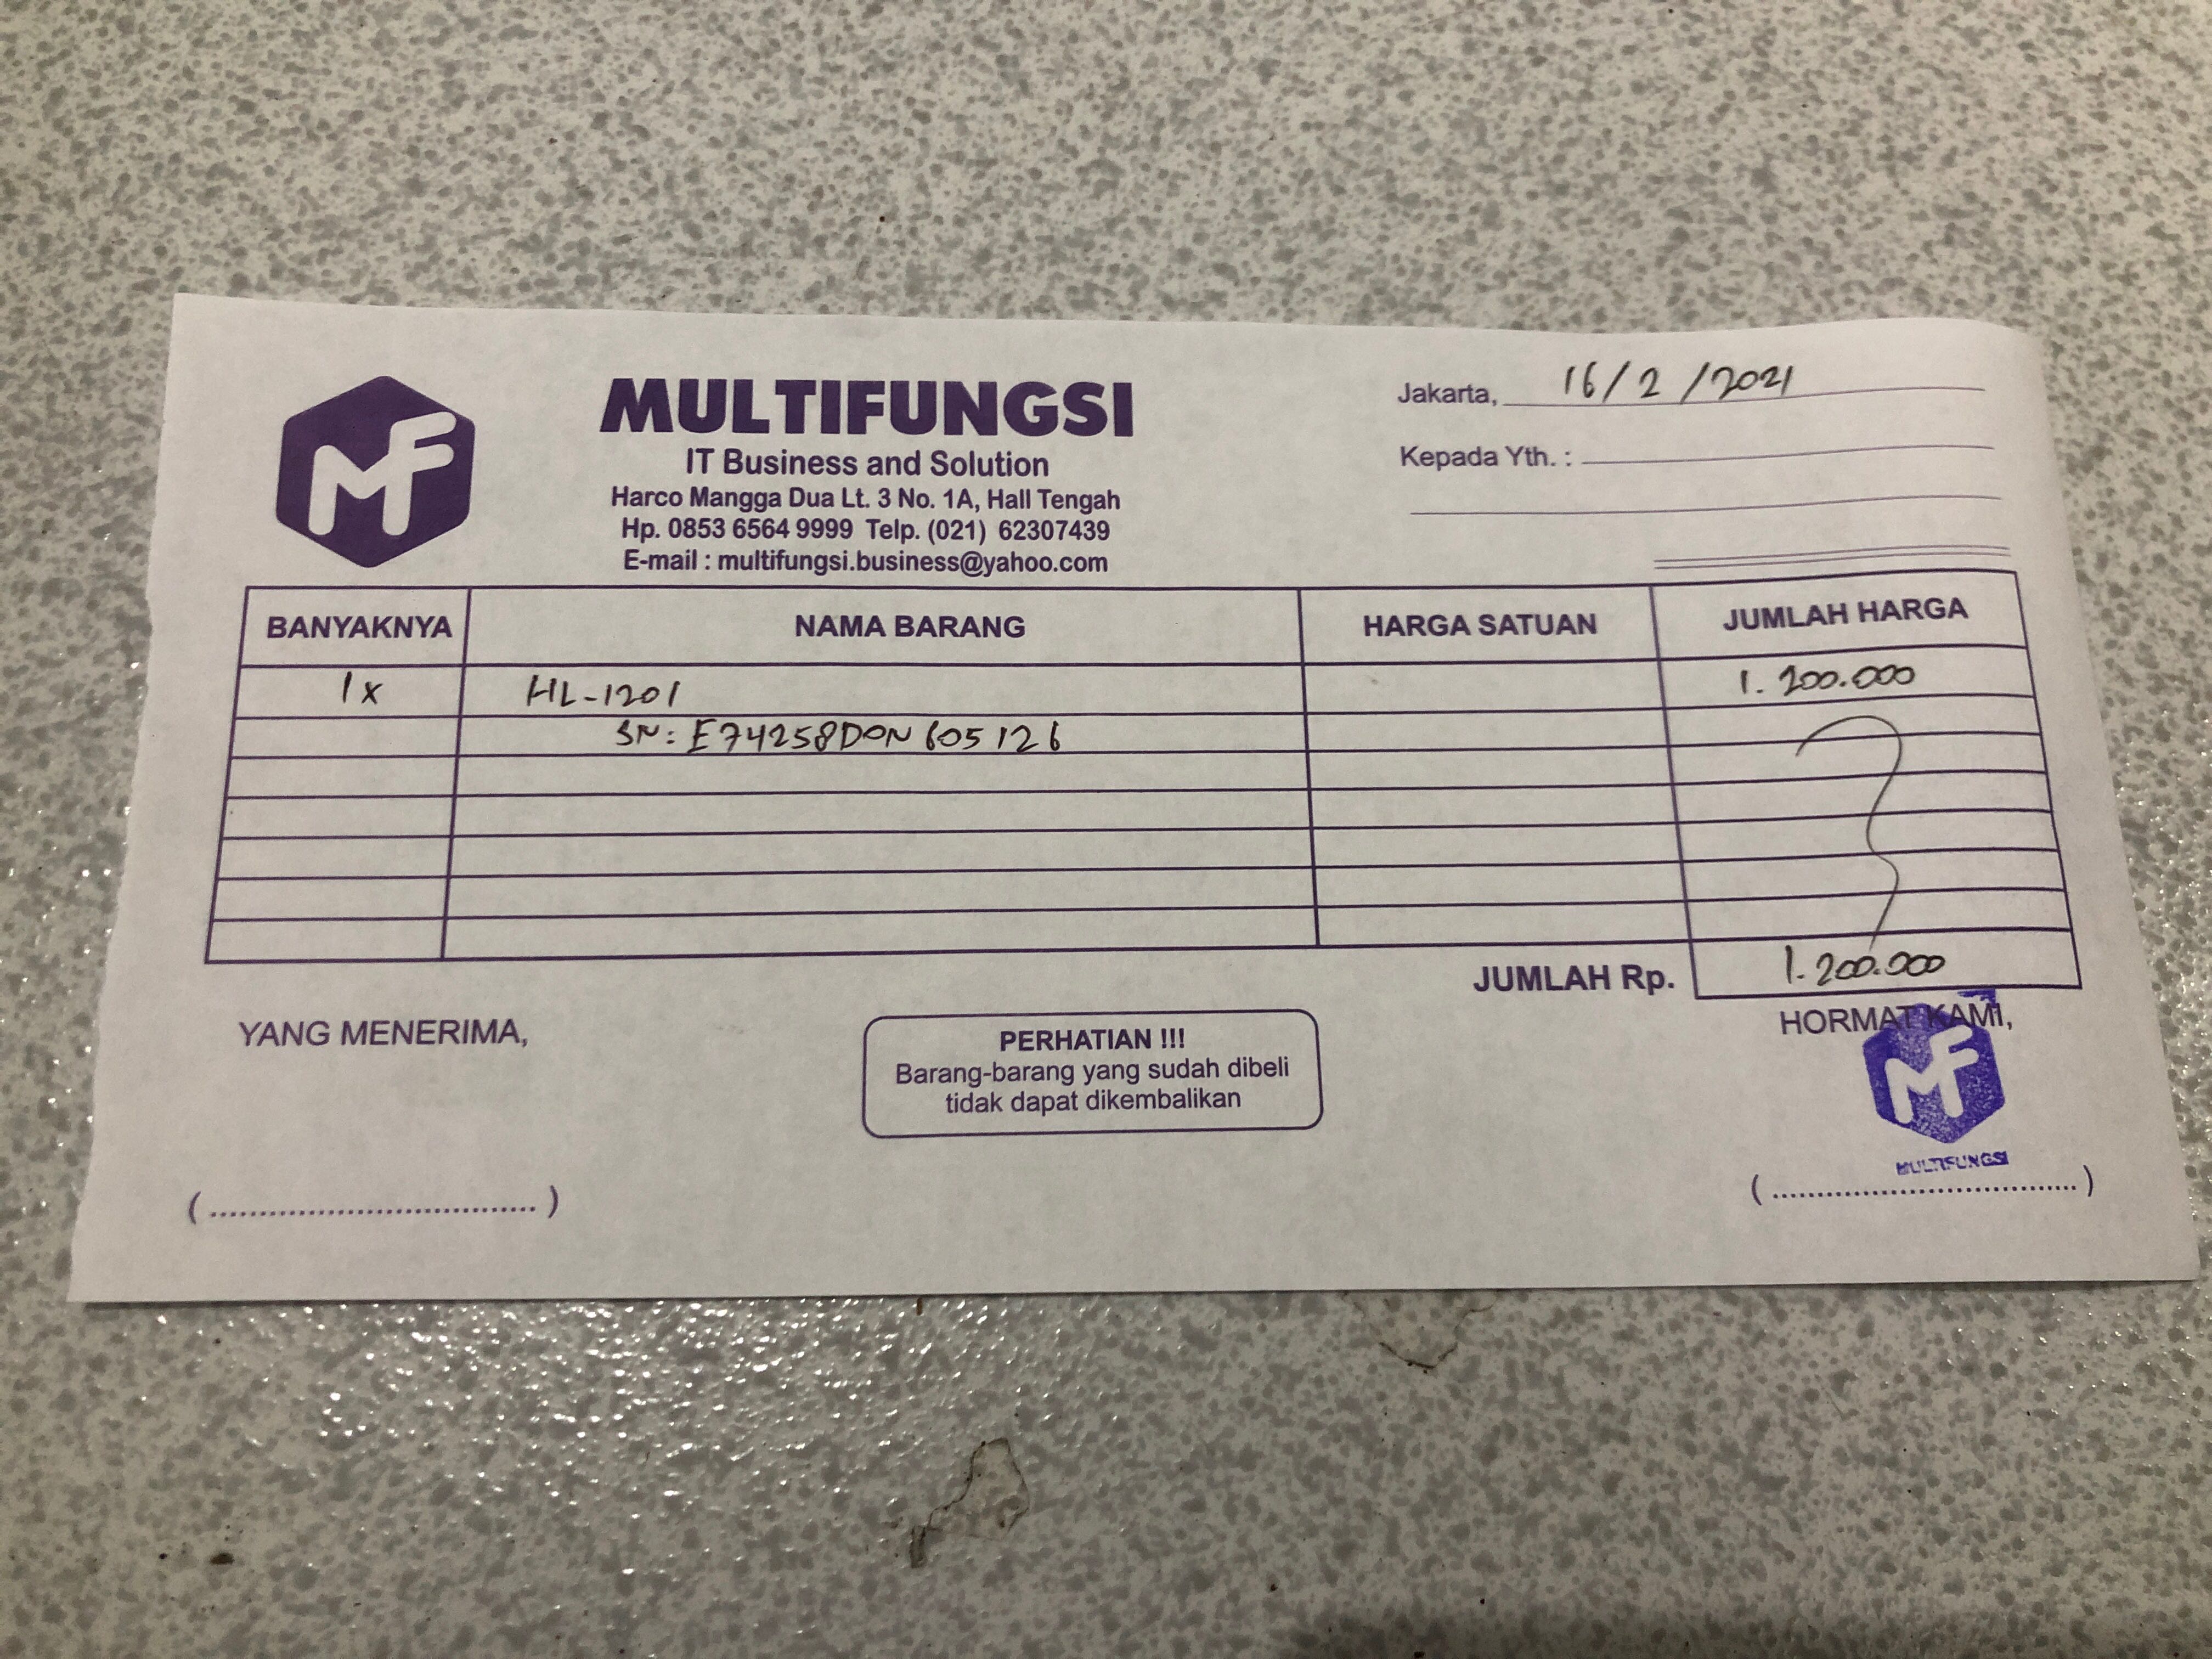 MF
MULTIFUNGSI
IT Business and Solution
Harco Mangga Dua Lt. 3 No. 1A, Hall Tengah
Hp. 0853 6564 9999 Telp. (021) 62307439
E-mail : multifungsi.business@yahoo.com
Jakarta, 16/2/2021
Kepada Yth. :
BANYAKNYA NAMA BARANG HARGA SATUAN JUMLAH HARGA
1x HL-1201 1.200.000
SN: E74258D0N605126
JUMLAH Rp. 1.200.000
YANG MENERIMA,
PERHATIAN !!!
Barang-barang yang sudah dibeli
tidak dapat dikembalikan
HORMAT KAMI,
MF
MULTIFUNGSI
(..................................)
(..................................)